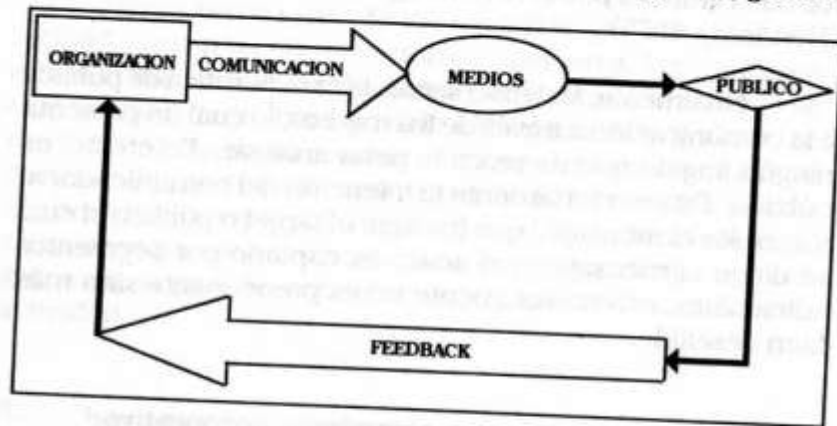 ORGANIZACION
COMUNICACION
MEDIOS
PUBLICO
FEEDBACK